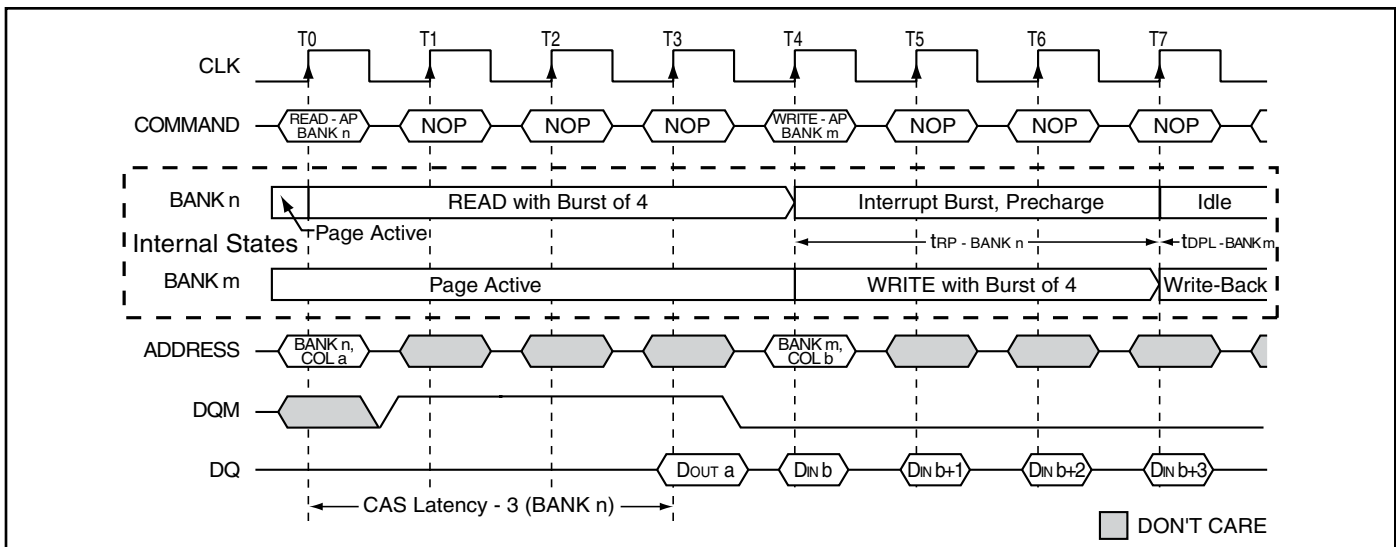 T0 T1 T2 T3 T4 T5 T6 T7
CLK
COMMAND READ - AP BANK n NOP NOP NOP WRITE - AP BANK m NOP NOP NOP
BANK n READ with Burst of 4 Interrupt Burst, Precharge Idle
Internal States Page Active tRP - BANK n tDPL - BANK m
BANK m Page Active WRITE with Burst of 4 Write-Back
ADDRESS BANK n, COL a BANK m, COL b
DQM
DQ DOUT a DIN b DIN b+1 DIN b+2 DIN b+3
CAS Latency - 3 (BANK n)
DON'T CARE